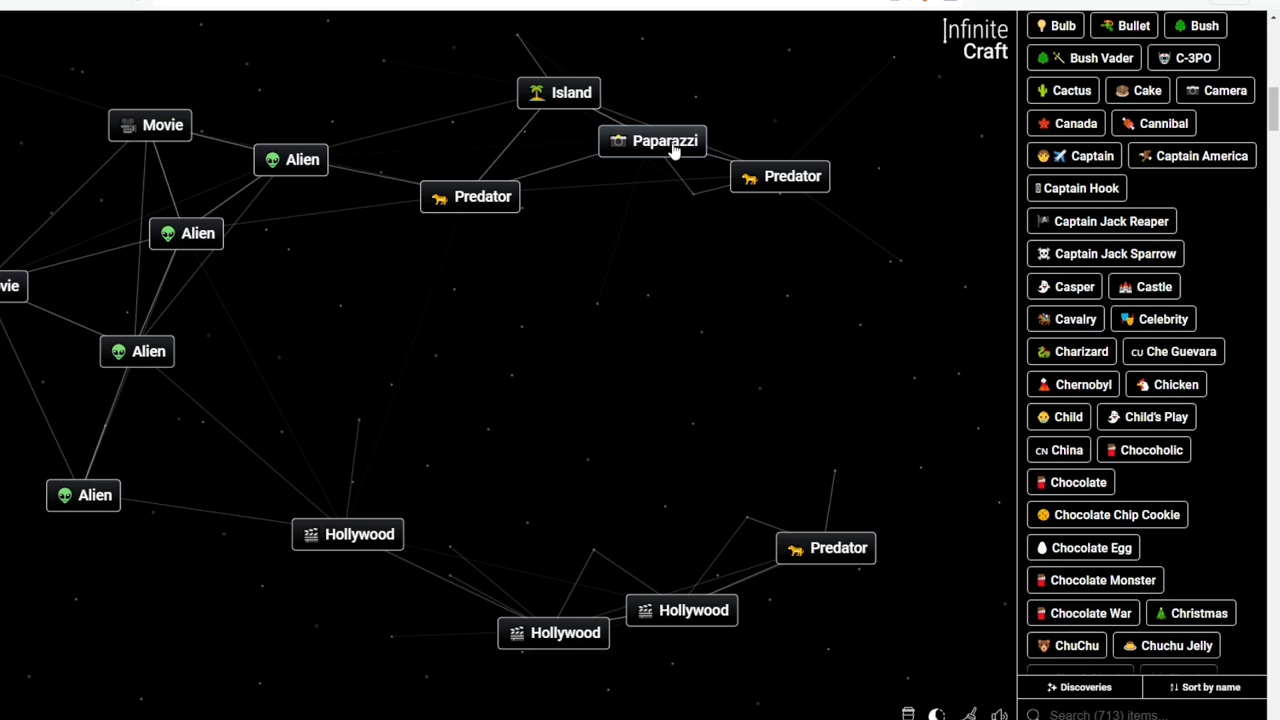 Infinite
Craft
Island
Movie
Paparazzi
Alien
Predator
Predator
Alien
vie
Alien
Alien
Hollywood
Predator
Hollywood
Hollywood
Bulb Bullet Bush
Bush Vader C-3PO
Cactus Cake Camera
Canada Cannibal
Captain Captain America
Captain Hook
Captain Jack Reaper
Captain Jack Sparrow
Casper Castle
Cavalry Celebrity
Charizard CU Che Guevara
Chernobyl Chicken
Child Child's Play
CN China Chocoholic
Chocolate
Chocolate Chip Cookie
Chocolate Egg
Chocolate Monster
Chocolate War Christmas
ChuChu Chuchu Jelly
Discoveries Sort by name
Search (713) items...